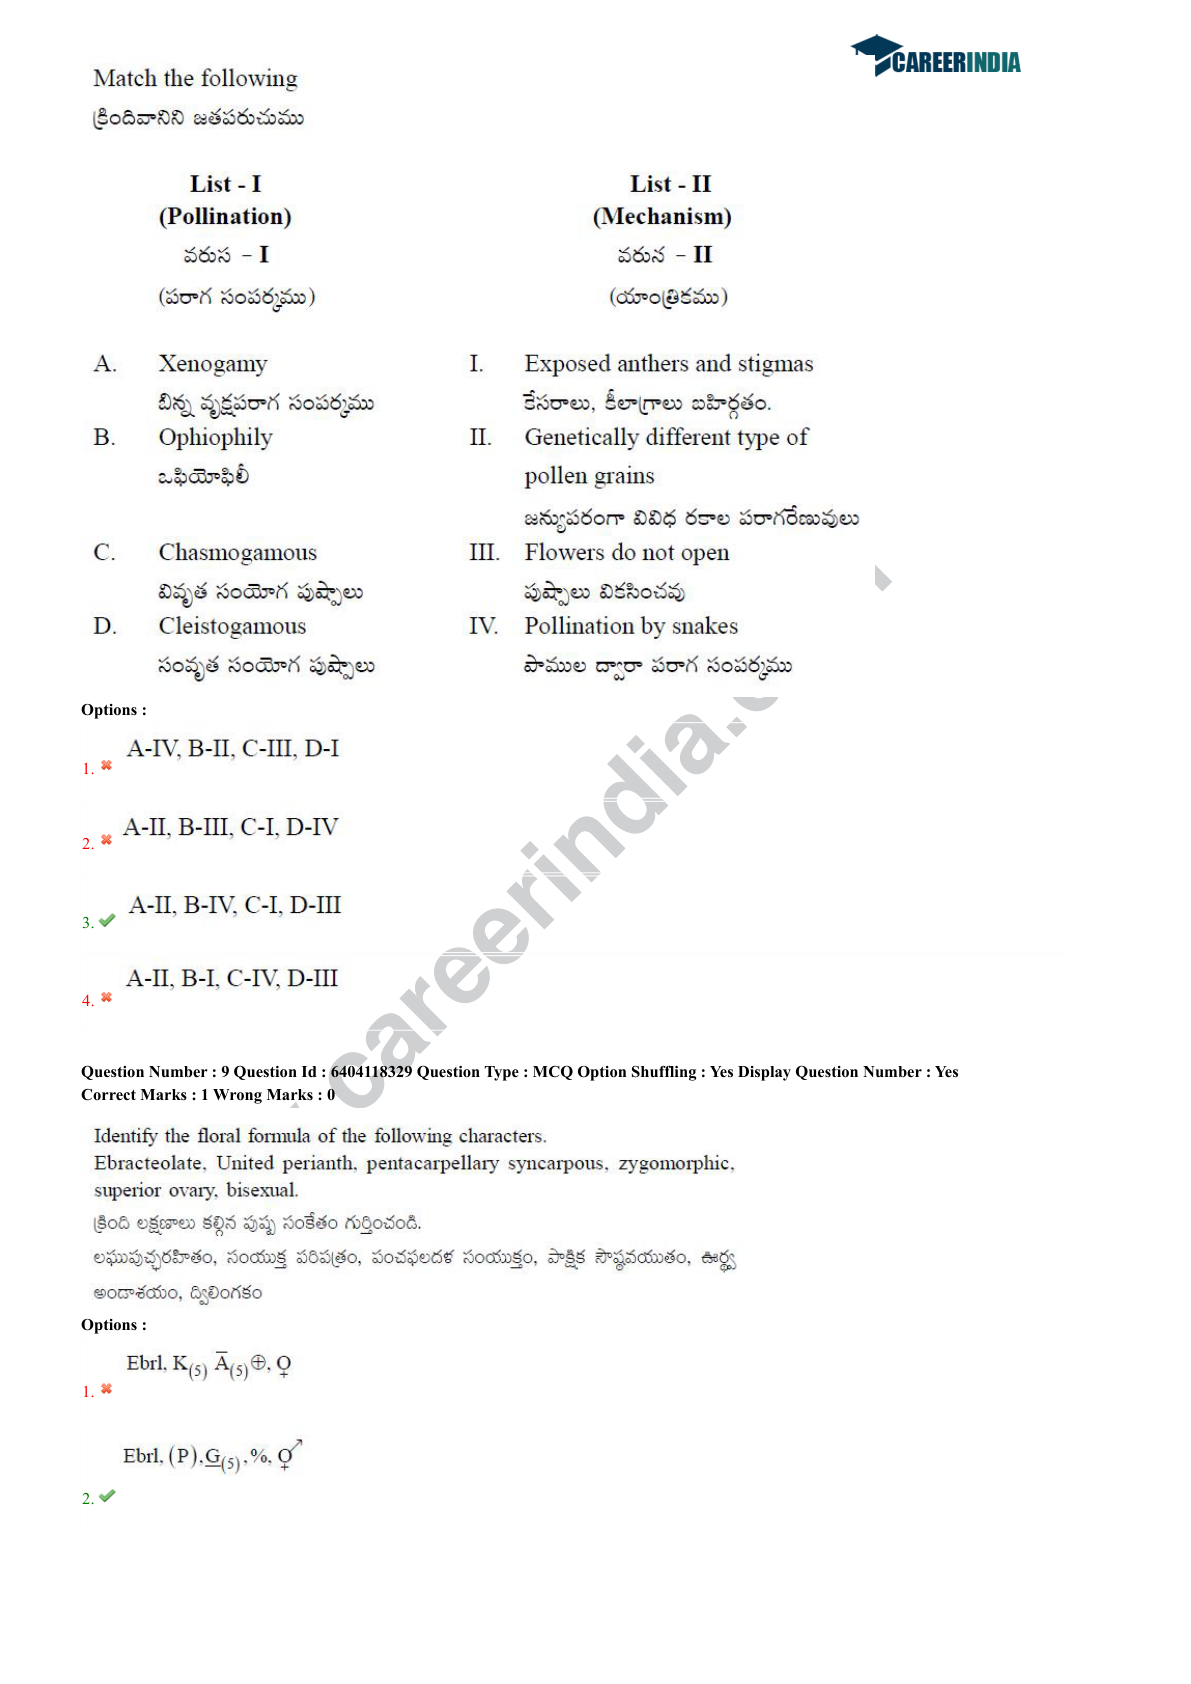 CAREERINDIA
Match the following
క్రిందివానిని జతపరుచుము
List - I List - II
(Pollination) (Mechanism)
వరుస – I వరున – II
(పరాగ సంపర్కము) (యాంత్రికము)
A. Xenogamy I. Exposed anthers and stigmas
బిన్న వృక్షపరాగ సంపర్కము కేసరాలు, కీలాగ్రాలు బహిర్గతం.
B. Ophiophily II. Genetically different type of
ఒఫియోఫిలీ pollen grains
జన్యుపరంగా వివిధ రకాల పరాగరేణువులు
C. Chasmogamous III. Flowers do not open
వివృత సంయోగ పుష్పాలు పుష్పాలు వికసించవు
D. Cleistogamous IV. Pollination by snakes
సంవృత సంయోగ పుష్పాలు పాముల ద్వారా పరాగ సంపర్కము
Options :
1. A-IV, B-II, C-III, D-I
2. A-II, B-III, C-I, D-IV
3. A-II, B-IV, C-I, D-III
4. A-II, B-I, C-IV, D-III
careerindia.c
Question Number : 9 Question Id : 6404118329 Question Type : MCQ Option Shuffling : Yes Display Question Number : Yes
Correct Marks : 1 Wrong Marks : 0
Identify the floral formula of the following characters.
Ebracteolate, United perianth, pentacarpellary syncarpous, zygomorphic,
superior ovary, bisexual.
క్రింది లక్షణాలు కల్గిన పుష్ప సంకేతం గుర్తించండి.
లఘుపుచ్ఛరహితం, సంయుక్త పరిపత్రం, పంచఫలదళ సంయుక్తం, పాక్షిక సౌష్ఠవయుతం, ఊర్థ్వ
అండాశయం, ద్విలింగకం
Options :
1. Ebrl, K(5) A̅(5)⊕, ♀
2. Ebrl, (P), G̲(5) ,%, ⚥